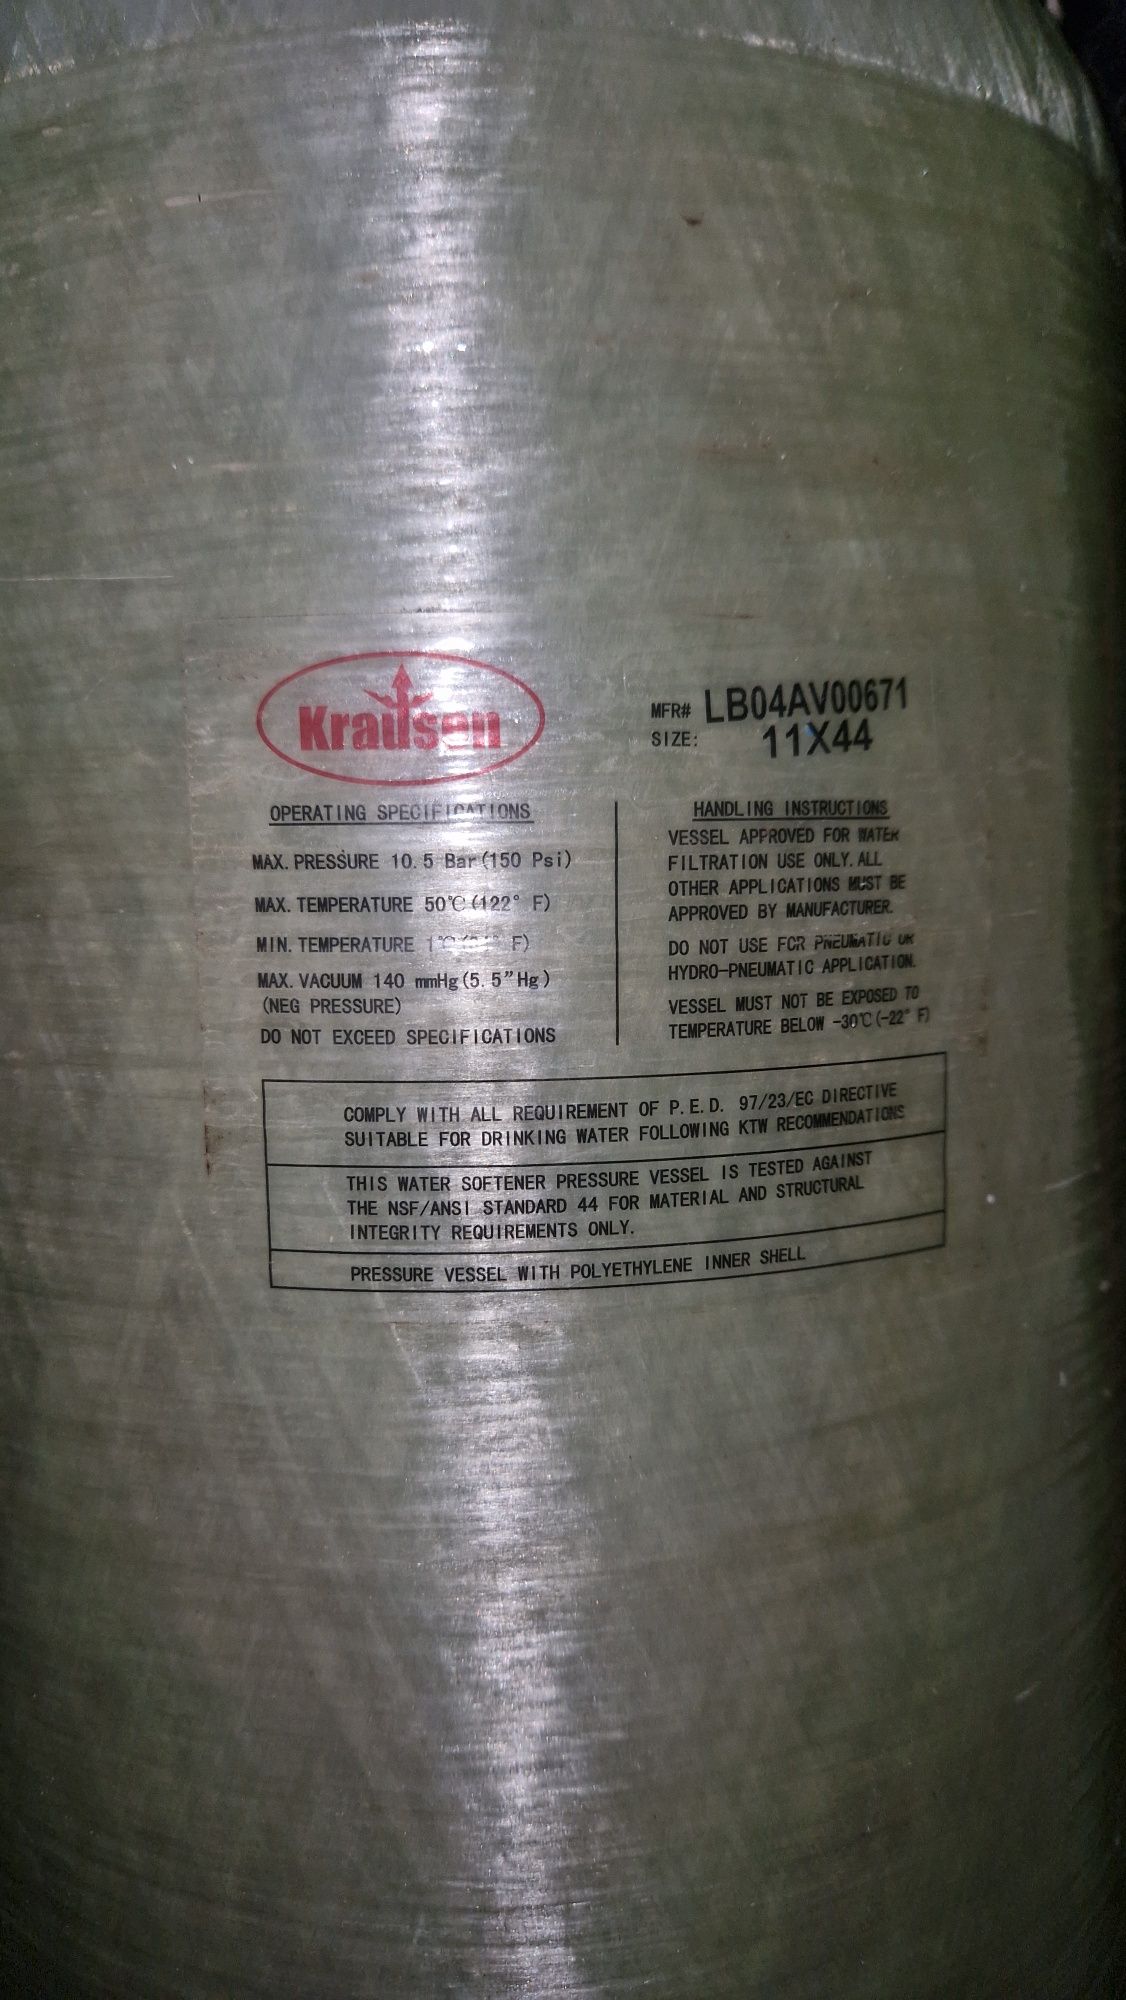 Krausen
MFR# LB04AV00671
SIZE: 11X44
OPERATING SPECIFICATIONS
MAX. PRESSURE 10.5 Bar (150 Psi)
MAX. TEMPERATURE 50℃ (122° F)
MIN. TEMPERATURE F)
MAX. VACUUM 140 mmHg (5.5″Hg)
(NEG PRESSURE)
DO NOT EXCEED SPECIFICATIONS
HANDLING INSTRUCTIONS
VESSEL APPROVED FOR WATER
FILTRATION USE ONLY. ALL
OTHER APPLICATIONS MUST BE
APPROVED BY MANUFACTURER.
DO NOT USE FOR PNEUMATIC OR
HYDRO-PNEUMATIC APPLICATION.
VESSEL MUST NOT BE EXPOSED TO
TEMPERATURE BELOW -30℃ (-22° F)
COMPLY WITH ALL REQUIREMENT OF P.E.D. 97/23/EC DIRECTIVE
SUITABLE FOR DRINKING WATER FOLLOWING KTW RECOMMENDATIONS
THIS WATER SOFTENER PRESSURE VESSEL IS TESTED AGAINST
THE NSF/ANSI STANDARD 44 FOR MATERIAL AND STRUCTURAL
INTEGRITY REQUIREMENTS ONLY.
PRESSURE VESSEL WITH POLYETHYLENE INNER SHELL